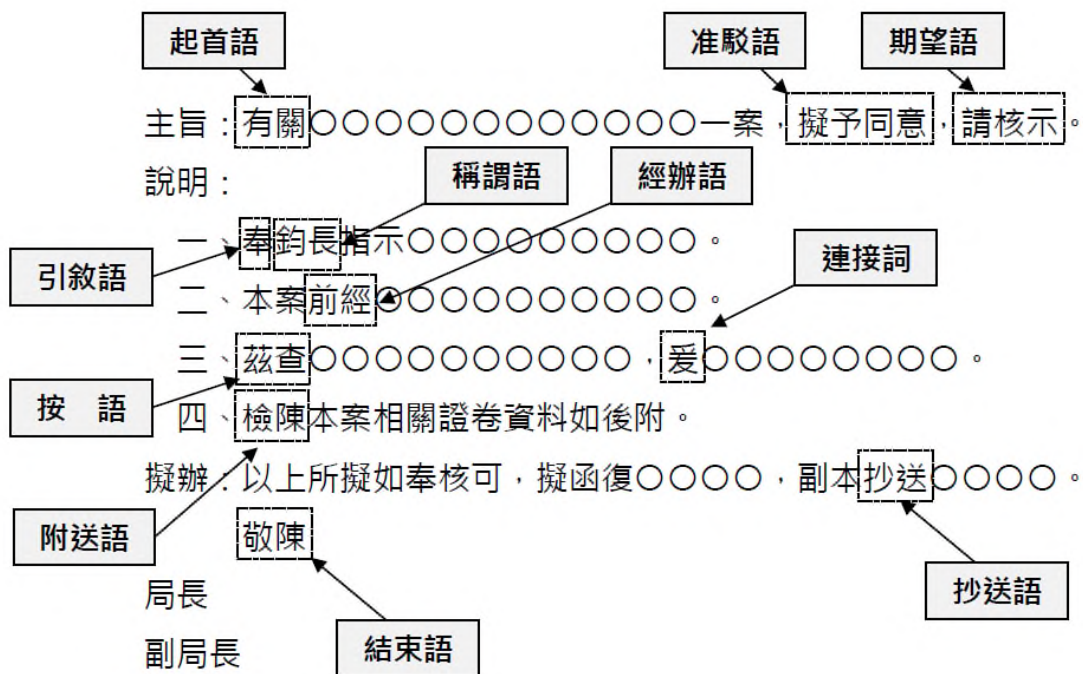 起首語 准駁語 期望語
主旨：有關○○○○○○○○○○○○一案，擬予同意，請核示。
說明：
稱謂語 經辦語
一、奉鈞長指示○○○○○○○○○。
引敘語 連接詞
二、本案前經○○○○○○○○○○。
三、茲查○○○○○○○○○○，爰○○○○○○○○。
按 語
四、檢陳本案相關證卷資料如後附。
擬辦：以上所擬如奉核可，擬函復○○○○，副本抄送○○○○。
附送語
敬陳
局長
抄送語
副局長
結束語